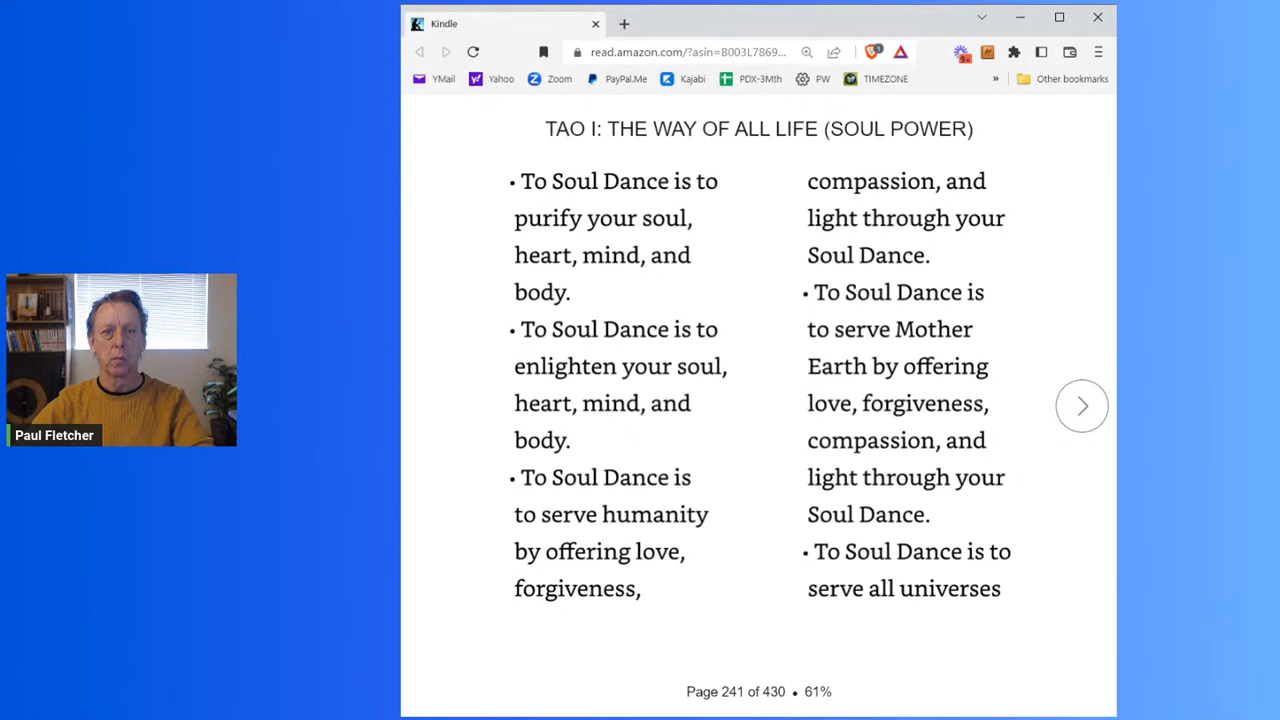 Kindle
read.amazon.com/?asin=B003L7869...
YMail
Yahoo
Zoom
PayPal.Me
Kajabi
PDX-3Mth
PW
TIMEZONE
»
Other bookmarks
9+
1
TAO I: THE WAY OF ALL LIFE (SOUL POWER)
• To Soul Dance is to
purify your soul,
heart, mind, and
body.
• To Soul Dance is to
enlighten your soul,
heart, mind, and
body.
• To Soul Dance is
to serve humanity
by offering love,
forgiveness,
compassion, and
light through your
Soul Dance.
• To Soul Dance is
to serve Mother
Earth by offering
love, forgiveness,
compassion, and
light through your
Soul Dance.
• To Soul Dance is to
serve all universes
Page 241 of 430 • 61%
Paul Fletcher